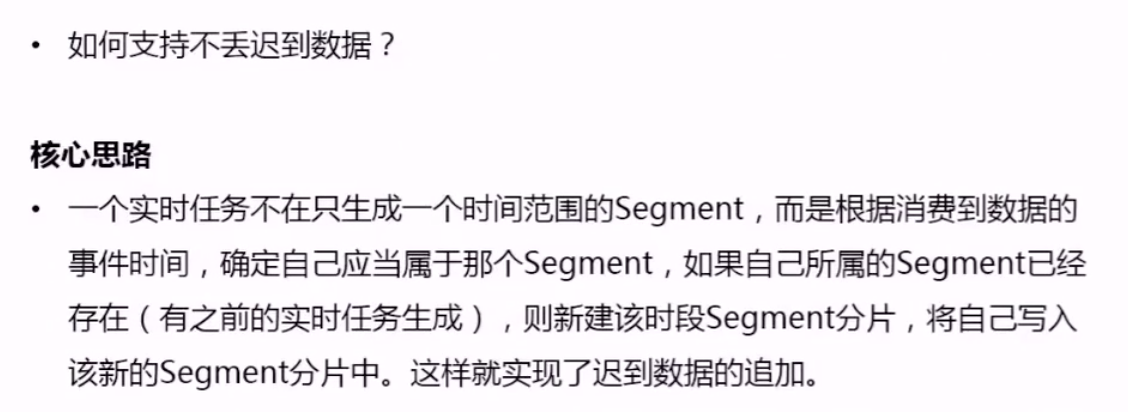 • 如何支持不丢迟到数据？
核心思路
• 一个实时任务不在只生成一个时间范围的Segment，而是根据消费到数据的
事件时间，确定自己应当属于那个Segment，如果自己所属的Segment已经
存在（有之前的实时任务生成），则新建该时段Segment分片，将自己写入
该新的Segment分片中。这样就实现了迟到数据的追加。